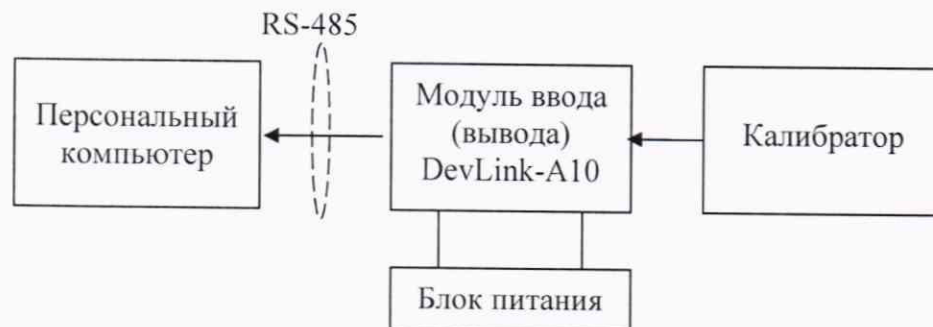 RS-485
Персональный
компьютер
Модуль ввода
(вывода)
DevLink-A10
Калибратор
Блок питания